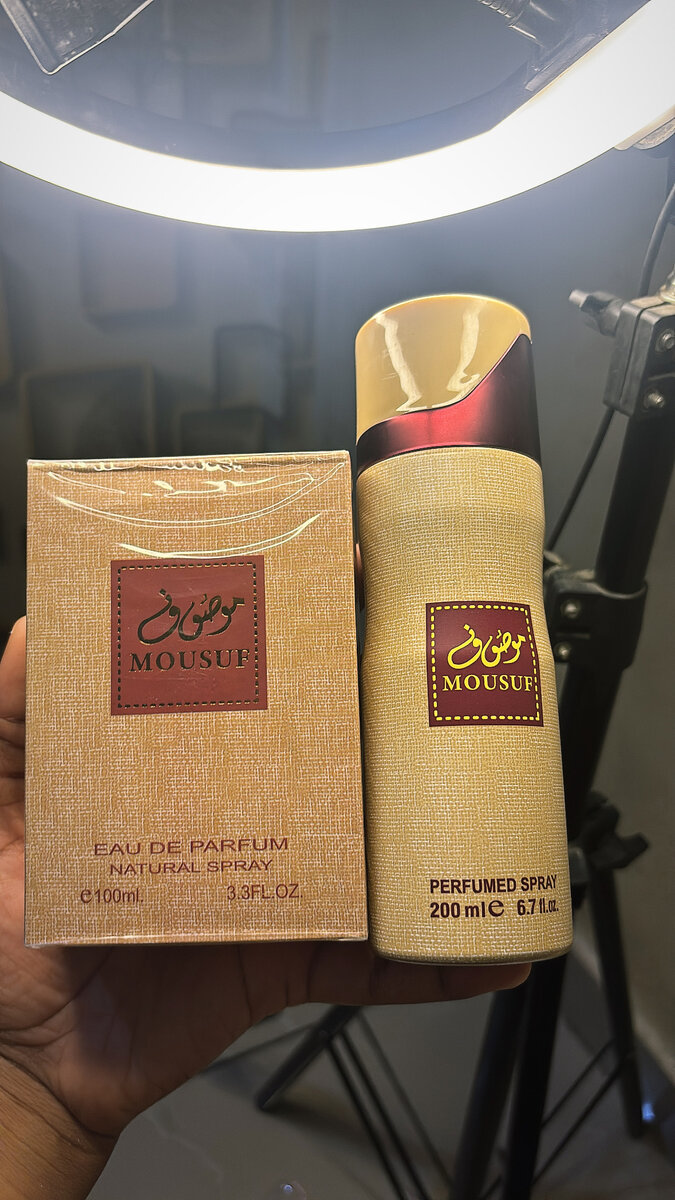 موصوف
MOUSUF
EAU DE PARFUM
NATURAL SPRAY
℮100ml. 3.3FL.OZ.
موصوف
MOUSUF
PERFUMED SPRAY
200 ml℮ 6.7 fl.oz.